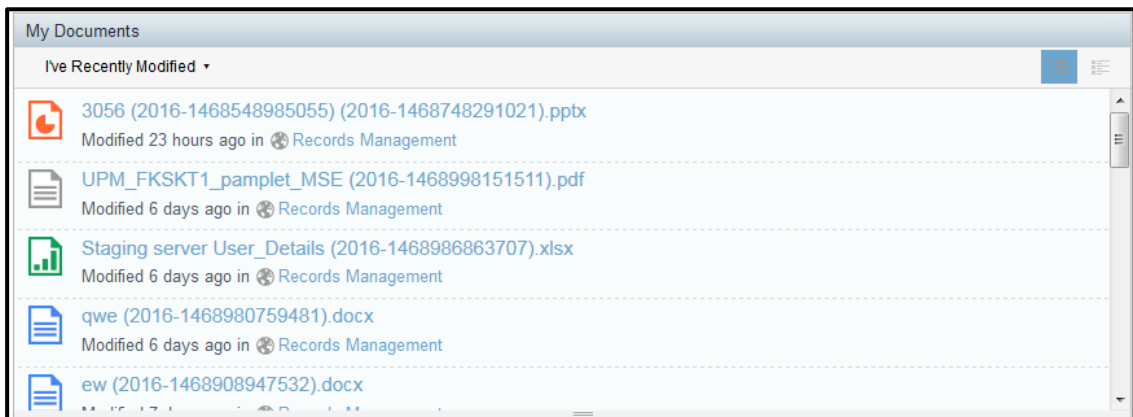 My Documents
I've Recently Modified
3056 (2016-1468548985055) (2016-1468748291021).pptx
Modified 23 hours ago in Records Management
UPM_FKSKT1_pamplet_MSE (2016-1468998151511).pdf
Modified 6 days ago in Records Management
Staging server User_Details (2016-1468986863707).xlsx
Modified 6 days ago in Records Management
qwe (2016-1468980759481).docx
Modified 6 days ago in Records Management
ew (2016-1468908947532).docx